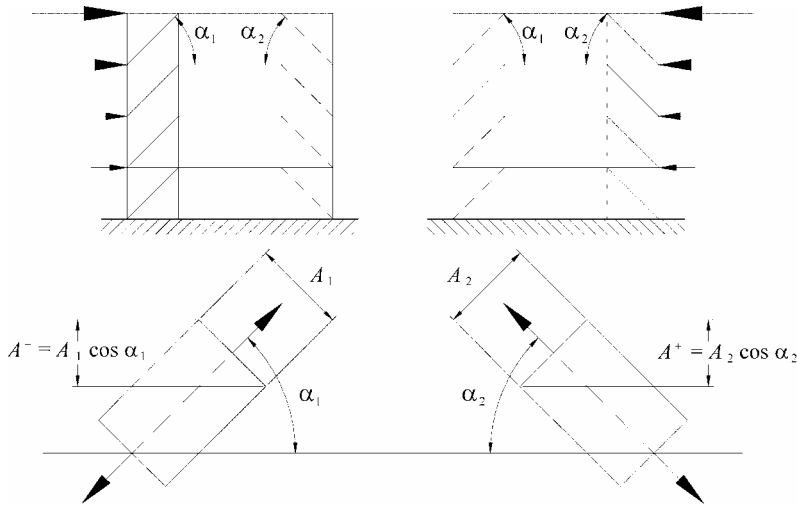 α₁ α₂ α₁ α₂
A₁ A₂
A⁻ = A₁ cos α₁ A⁺ = A₂ cos α₂
α₁ α₂